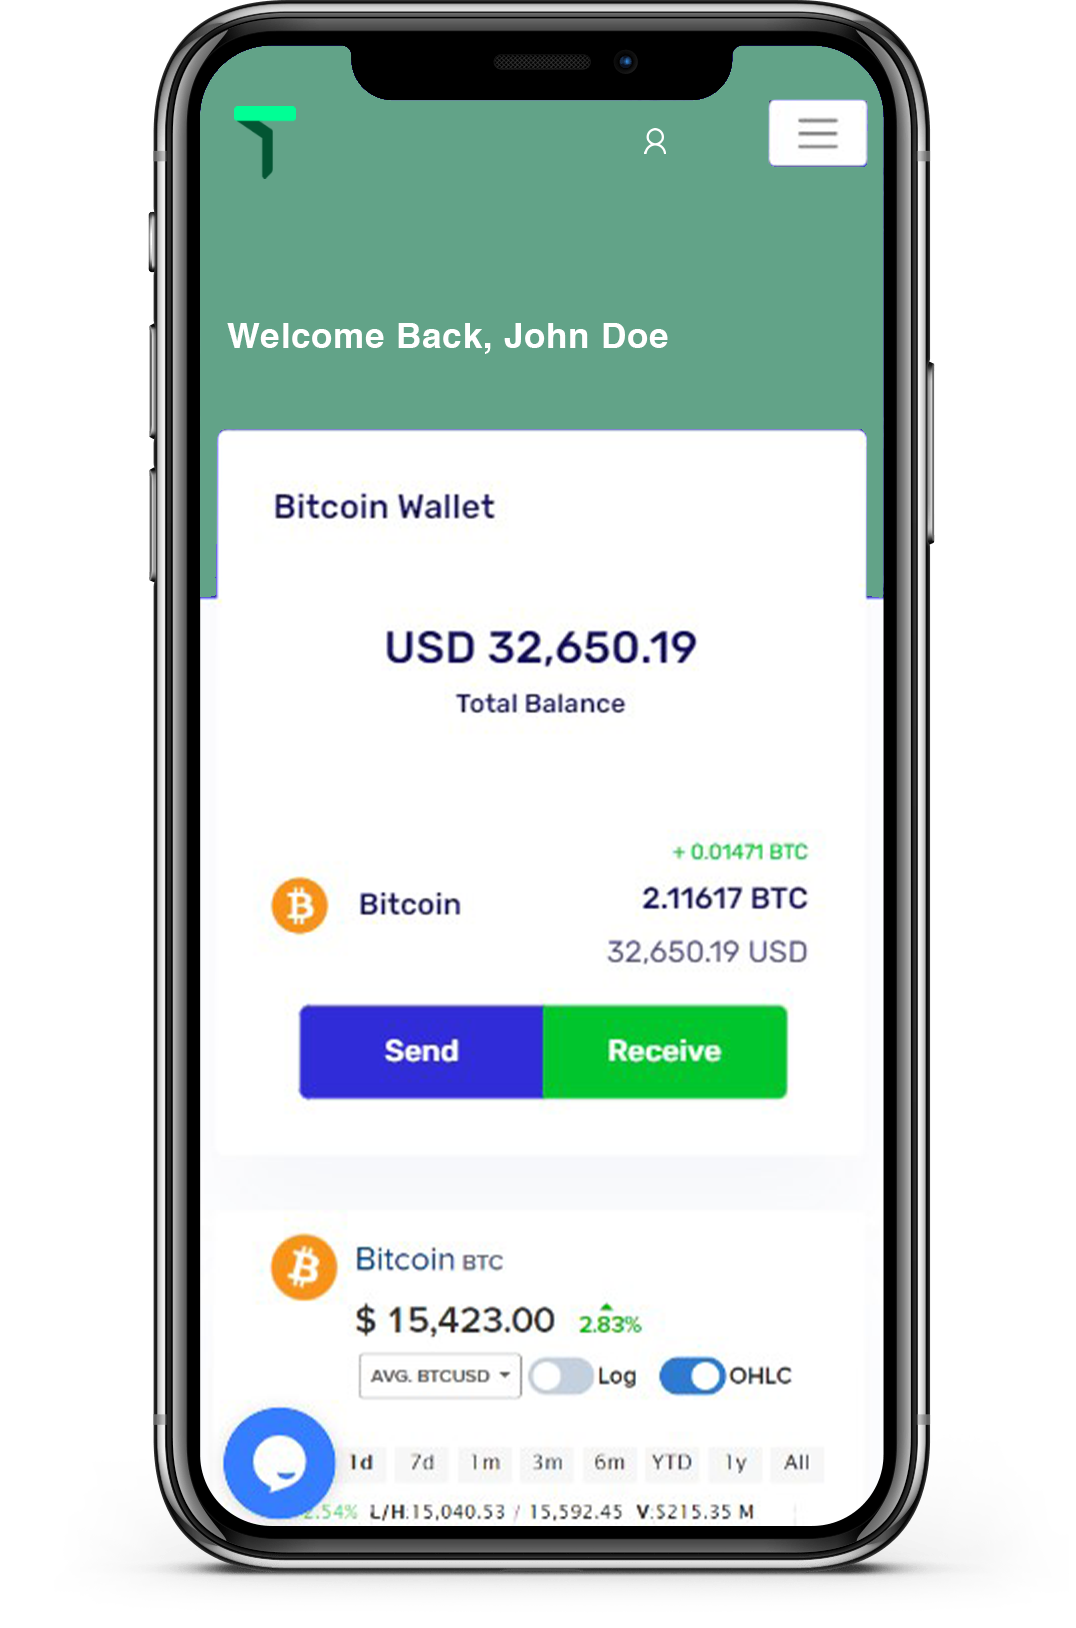 Welcome Back, John Doe
Bitcoin Wallet
USD 32,650.19
Total Balance
+ 0.01471 BTC
Bitcoin
2.11617 BTC
32,650.19 USD
Send Receive
Bitcoin BTC
$ 15,423.00 2.83%
AVG. BTCUSD Log OHLC
1d 7d 1m 3m 6m YTD 1y All
2.54% L/H:15,040.53 / 15,592.45 V:$215.35 M